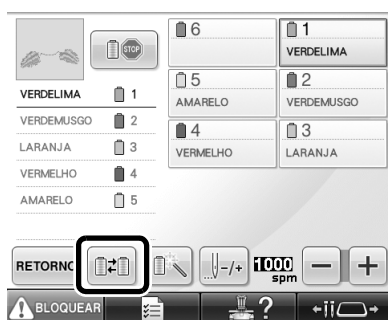 STOP
6
1
VERDELIMA
5
AMARELO
2
VERDEMUSGO
4
VERMELHO
3
LARANJA
VERDELIMA 1
VERDEMUSGO 2
LARANJA 3
VERMELHO 4
AMARELO 5
RETORNO
-/+
1000
spm
− +
BLOQUEAR
?